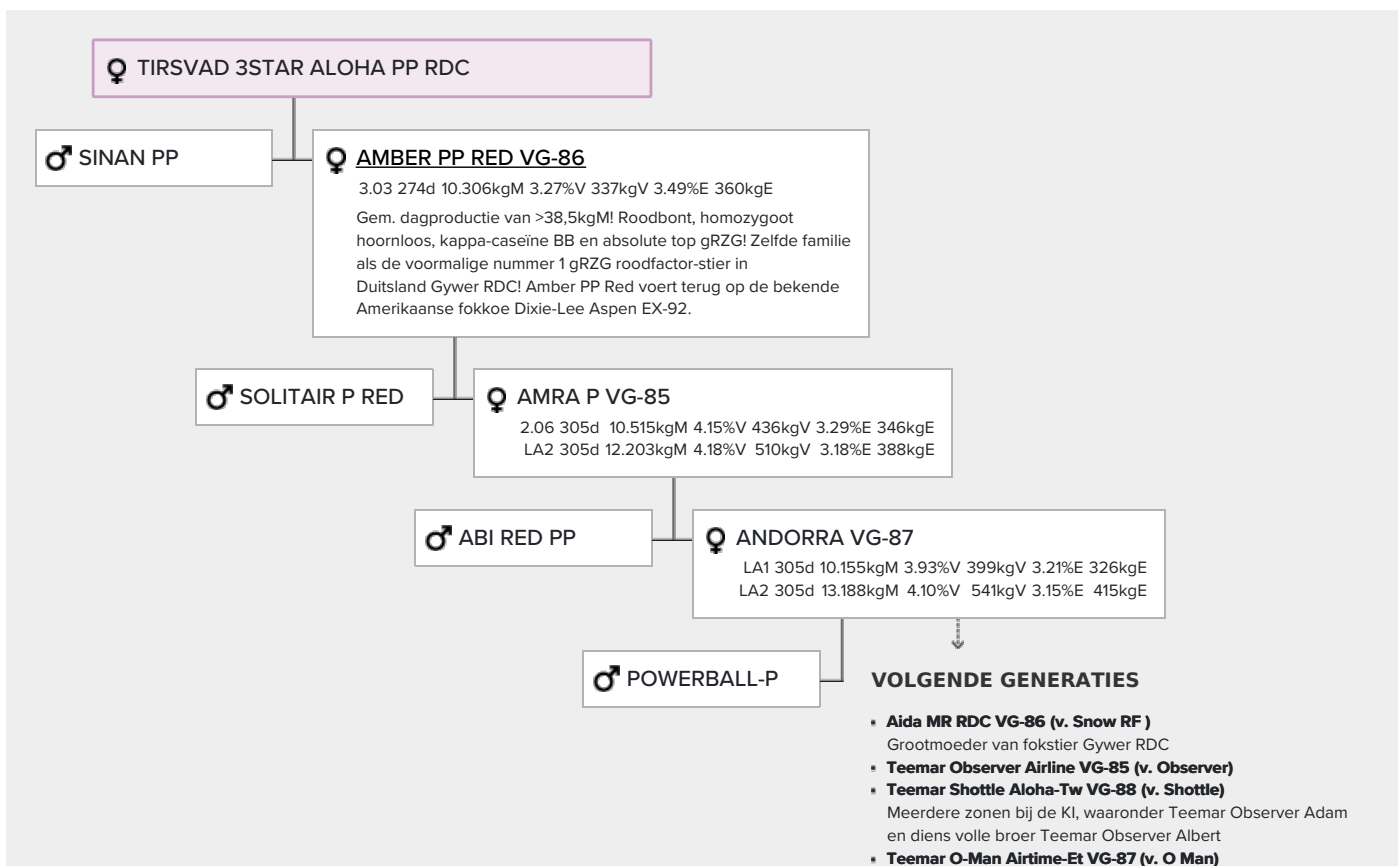 TIRSVAD 3STAR ALOHA PP RDC
SINAN PP
AMBER PP RED VG-86
3.03 274d 10.306kgM 3.27%V 337kgV 3.49%E 360kgE
Gem. dagproductie van >38,5kgM! Roodbont, homozygoot
hoornloos, kappa-caseïne BB en absolute top gRZG! Zelfde familie
als de voormalige nummer 1 gRZG roodfactor-stier in
Duitsland Gywer RDC! Amber PP Red voert terug op de bekende
Amerikaanse fokkoe Dixie-Lee Aspen EX-92.
SOLITAIR P RED
AMRA P VG-85
2.06 305d 10.515kgM 4.15%V 436kgV 3.29%E 346kgE
LA2 305d 12.203kgM 4.18%V 510kgV 3.18%E 388kgE
ABI RED PP
ANDORRA VG-87
LA1 305d 10.155kgM 3.93%V 399kgV 3.21%E 326kgE
LA2 305d 13.188kgM 4.10%V 541kgV 3.15%E 415kgE
POWERBALL-P
VOLGENDE GENERATIES
▪ Aida MR RDC VG-86 (v. Snow RF )
Grootmoeder van fokstier Gywer RDC
▪ Teemar Observer Airline VG-85 (v. Observer)
▪ Teemar Shottle Aloha-Tw VG-88 (v. Shottle)
Meerdere zonen bij de KI, waaronder Teemar Observer Adam
en diens volle broer Teemar Observer Albert
▪ Teemar O-Man Airtime-Et VG-87 (v. O Man)